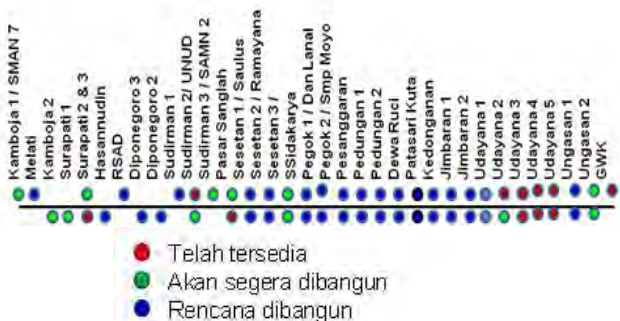 Kamboja 1 / SMAN 7
Melati
Kamboja 2
Surapati 1
Surapati 2 & 3
Hasannudin
RSAD
Diponegoro 3
Diponegoro 2
Sudirman 1
Sudirman 2/ UNUD
Sudirman 3 / SAMN 2
Pasar Sanglah
Sesetan 1 / Saulus
Sesetan 2 / Ramayana
Sesetan 3 /
SSidakarya
Pegok 1 / Dan Lanal
Pegok 2 / Smp Moyo
Pesanggaran
Pedungan 1
Pedungan 2
Dewa Ruci
Patasari Kuta
Kedonganan
Jimbaran 1
Jimbaran 2
Udayana 1
Udayana 2
Udayana 3
Udayana 4
Udayana 5
Ungasan 1
Ungasan 2
GWK
Telah tersedia
Akan segera dibangun
Rencana dibangun